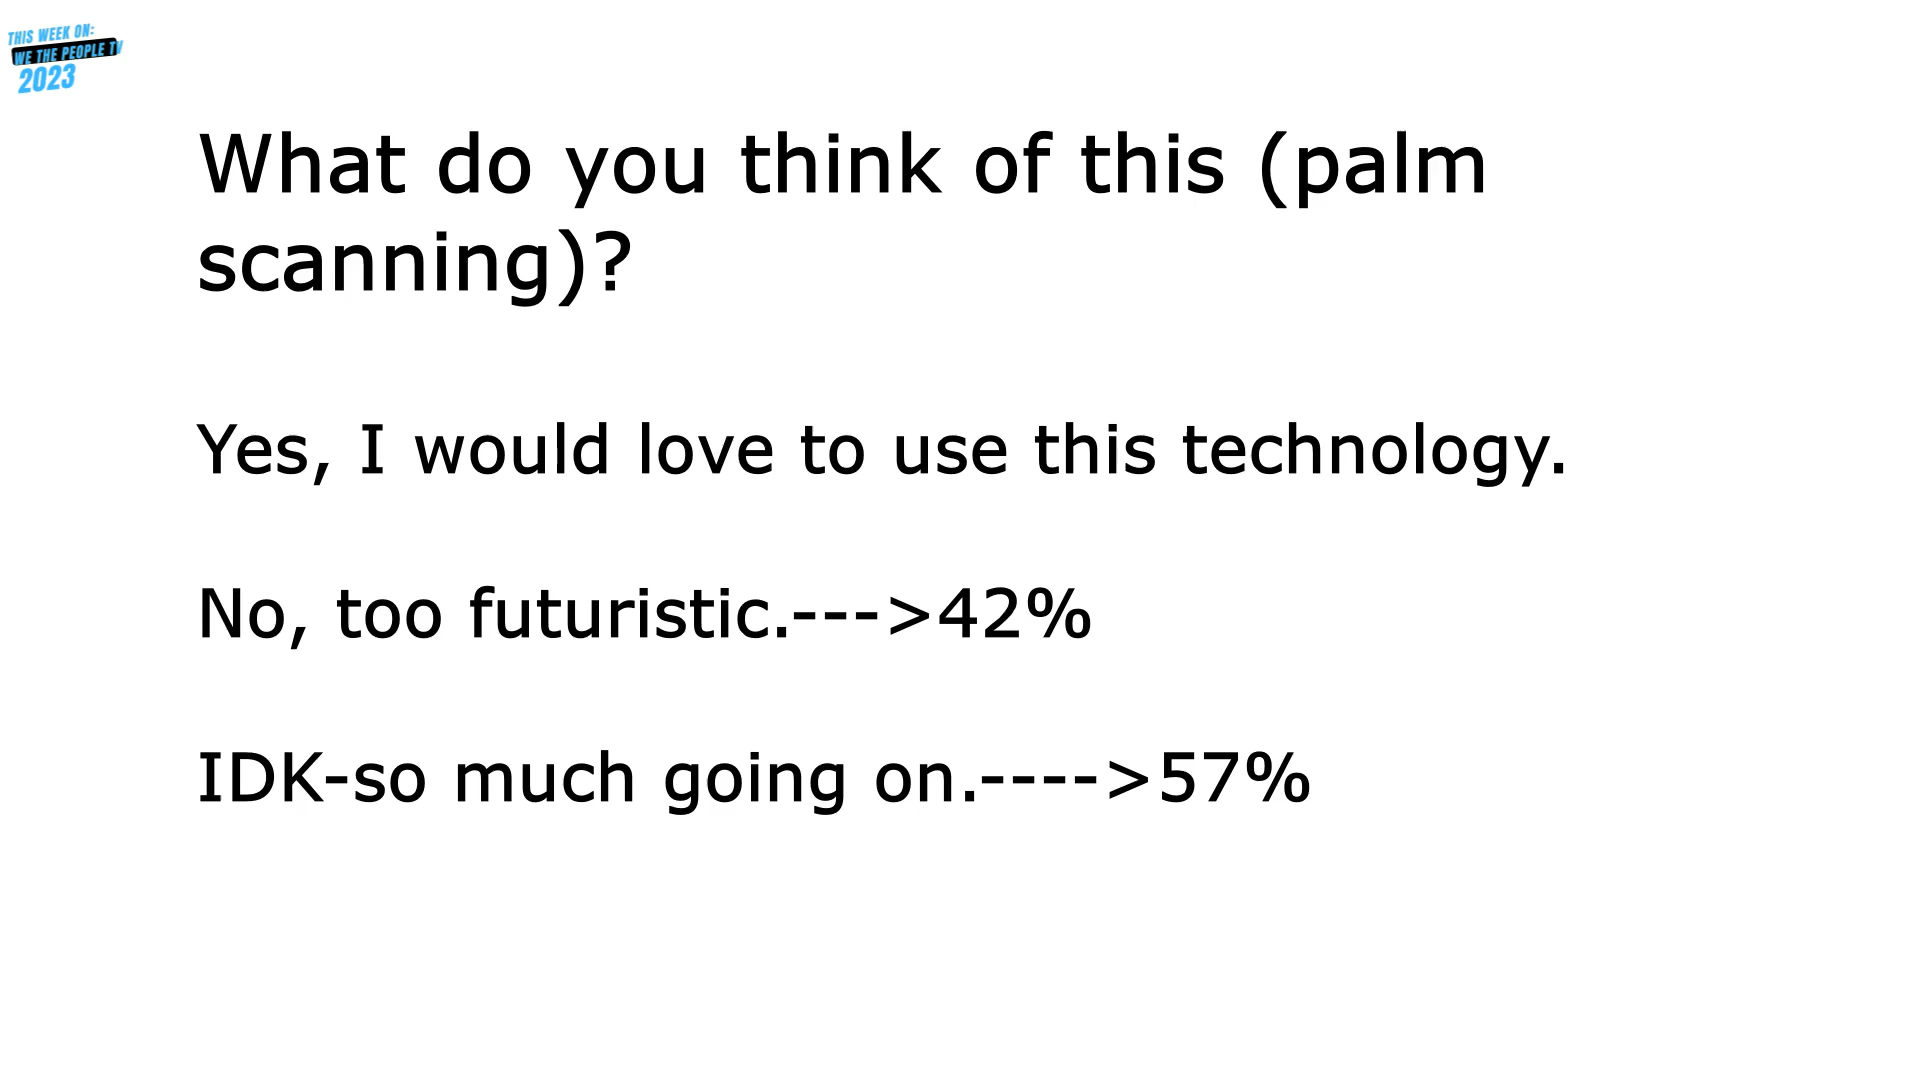 THIS WEEK ON:
WE THE PEOPLE TV
2023
What do you think of this (palm
scanning)?
Yes, I would love to use this technology.
No, too futuristic.--->42%
IDK-so much going on.---->57%